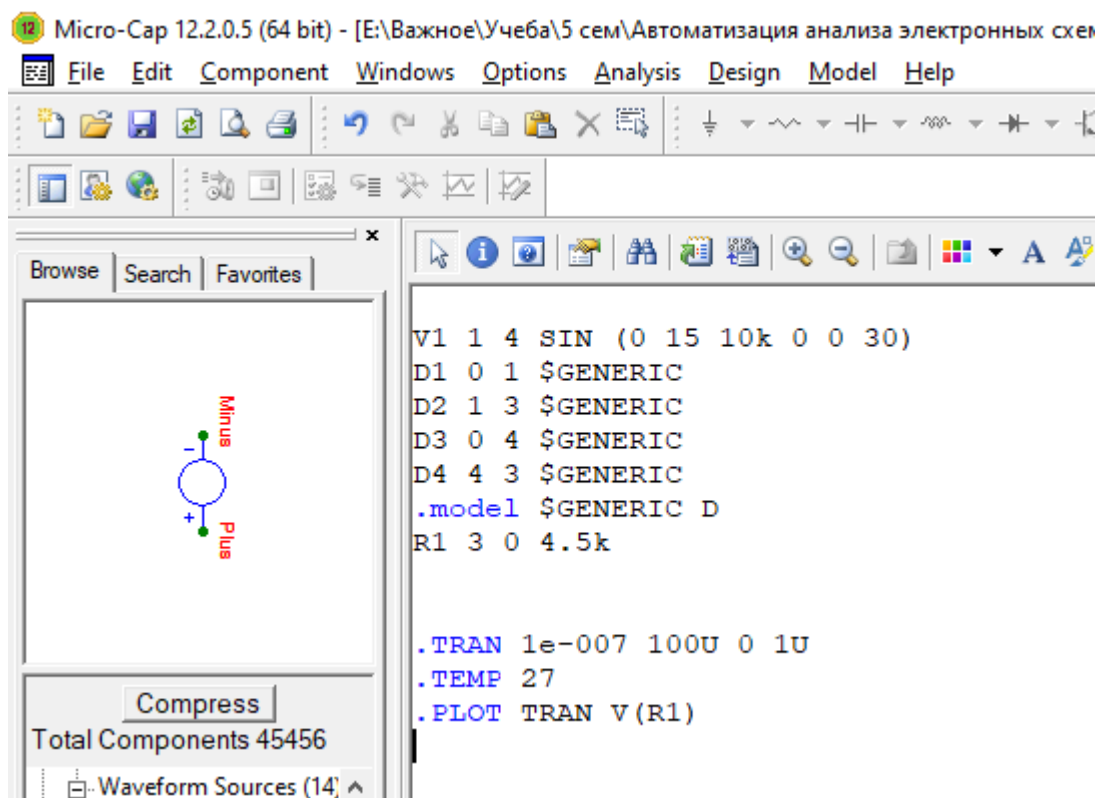 12 Micro-Cap 12.2.0.5 (64 bit) - [E:\Важное\Учеба\5 сем\Автоматизация анализа электронных схем
File Edit Component Windows Options Analysis Design Model Help
Browse Search Favorites
Minus
Plus
Compress
Total Components 45456
Waveform Sources (14)
V1 1 4 SIN (0 15 10k 0 0 30)
D1 0 1 $GENERIC
D2 1 3 $GENERIC
D3 0 4 $GENERIC
D4 4 3 $GENERIC
.model $GENERIC D
R1 3 0 4.5k
.TRAN 1e-007 100U 0 1U
.TEMP 27
.PLOT TRAN V(R1)